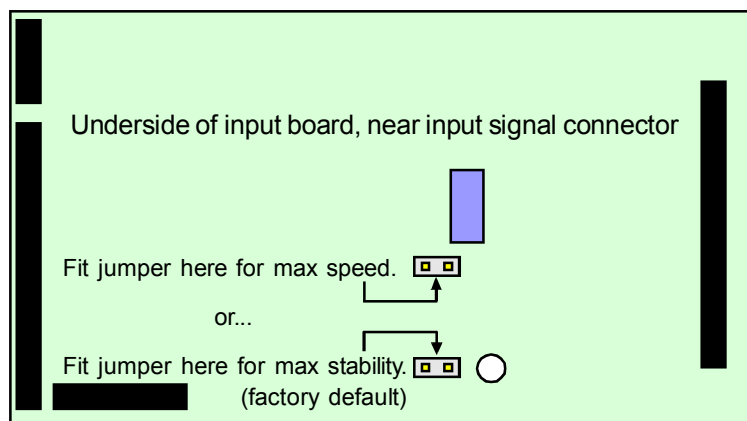 Underside of input board, near input signal connector
Fit jumper here for max speed.
or...
Fit jumper here for max stability.
(factory default)